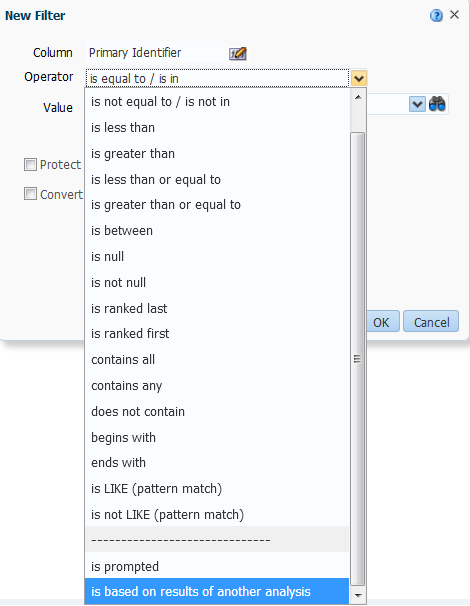 New Filter
Column Primary Identifier
Operator is equal to / is in
Value
is not equal to / is not in
is less than
is greater than
Protect
is less than or equal to
Convert
is greater than or equal to
is between
is null
is not null
is ranked last
OK Cancel
is ranked first
contains all
contains any
does not contain
begins with
ends with
is LIKE (pattern match)
is not LIKE (pattern match)
------------------------------
is prompted
is based on results of another analysis